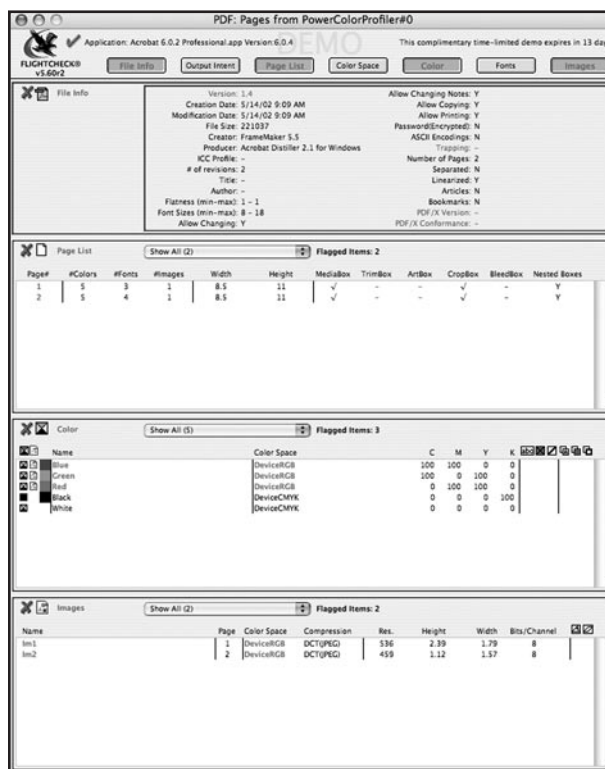 PDF: Pages from PowerColorProfiler#0
DEMO
Application: Acrobat 6.0.2 Professional.app Version:6.0.4
This complimentary time-limited demo expires in 13 day
FLIGHTCHECK®
v5.60r2
File Info Output Intent Page List Color Space Color Fonts Images
File Info
Version: 1.4
Creation Date: 5/14/02 9:09 AM
Modification Date: 5/14/02 9:09 AM
File Size: 221037
Creator: FrameMaker 5.5
Producer: Acrobat Distiller 2.1 for Windows
ICC Profile: –
# of revisions: 2
Title: –
Author: –
Flatness (min-max): 1 – 1
Font Sizes (min-max): 8 – 18
Allow Changing: Y
Allow Changing Notes: Y
Allow Copying: Y
Allow Printing: Y
Password(Encrypted): N
ASCII Encodings: N
Trapping: –
Number of Pages: 2
Separated: N
Linearized: Y
Articles: N
Bookmarks: N
PDF/X Version: –
PDF/X Conformance: –
Page List Show All (2) Flagged Items: 2
Page# #Colors #Fonts #Images Width Height MediaBox TrimBox ArtBox CropBox BleedBox Nested Boxes
1 5 3 1 8.5 11 √ – – √ – Y
2 5 4 1 8.5 11 √ – – √ – Y
Color Show All (5) Flagged Items: 3
Name Color Space C M Y K
Blue DeviceRGB 100 100 0 0
Green DeviceRGB 100 0 100 0
Red DeviceRGB 0 100 100 0
Black DeviceCMYK 0 0 0 100
White DeviceCMYK 0 0 0 0
Images Show All (2) Flagged Items: 2
Name Page Color Space Compression Res. Height Width Bits/Channel
Im1 1 DeviceRGB DCT(JPEG) 536 2.39 1.79 8
Im2 2 DeviceRGB DCT(JPEG) 459 1.12 1.57 8